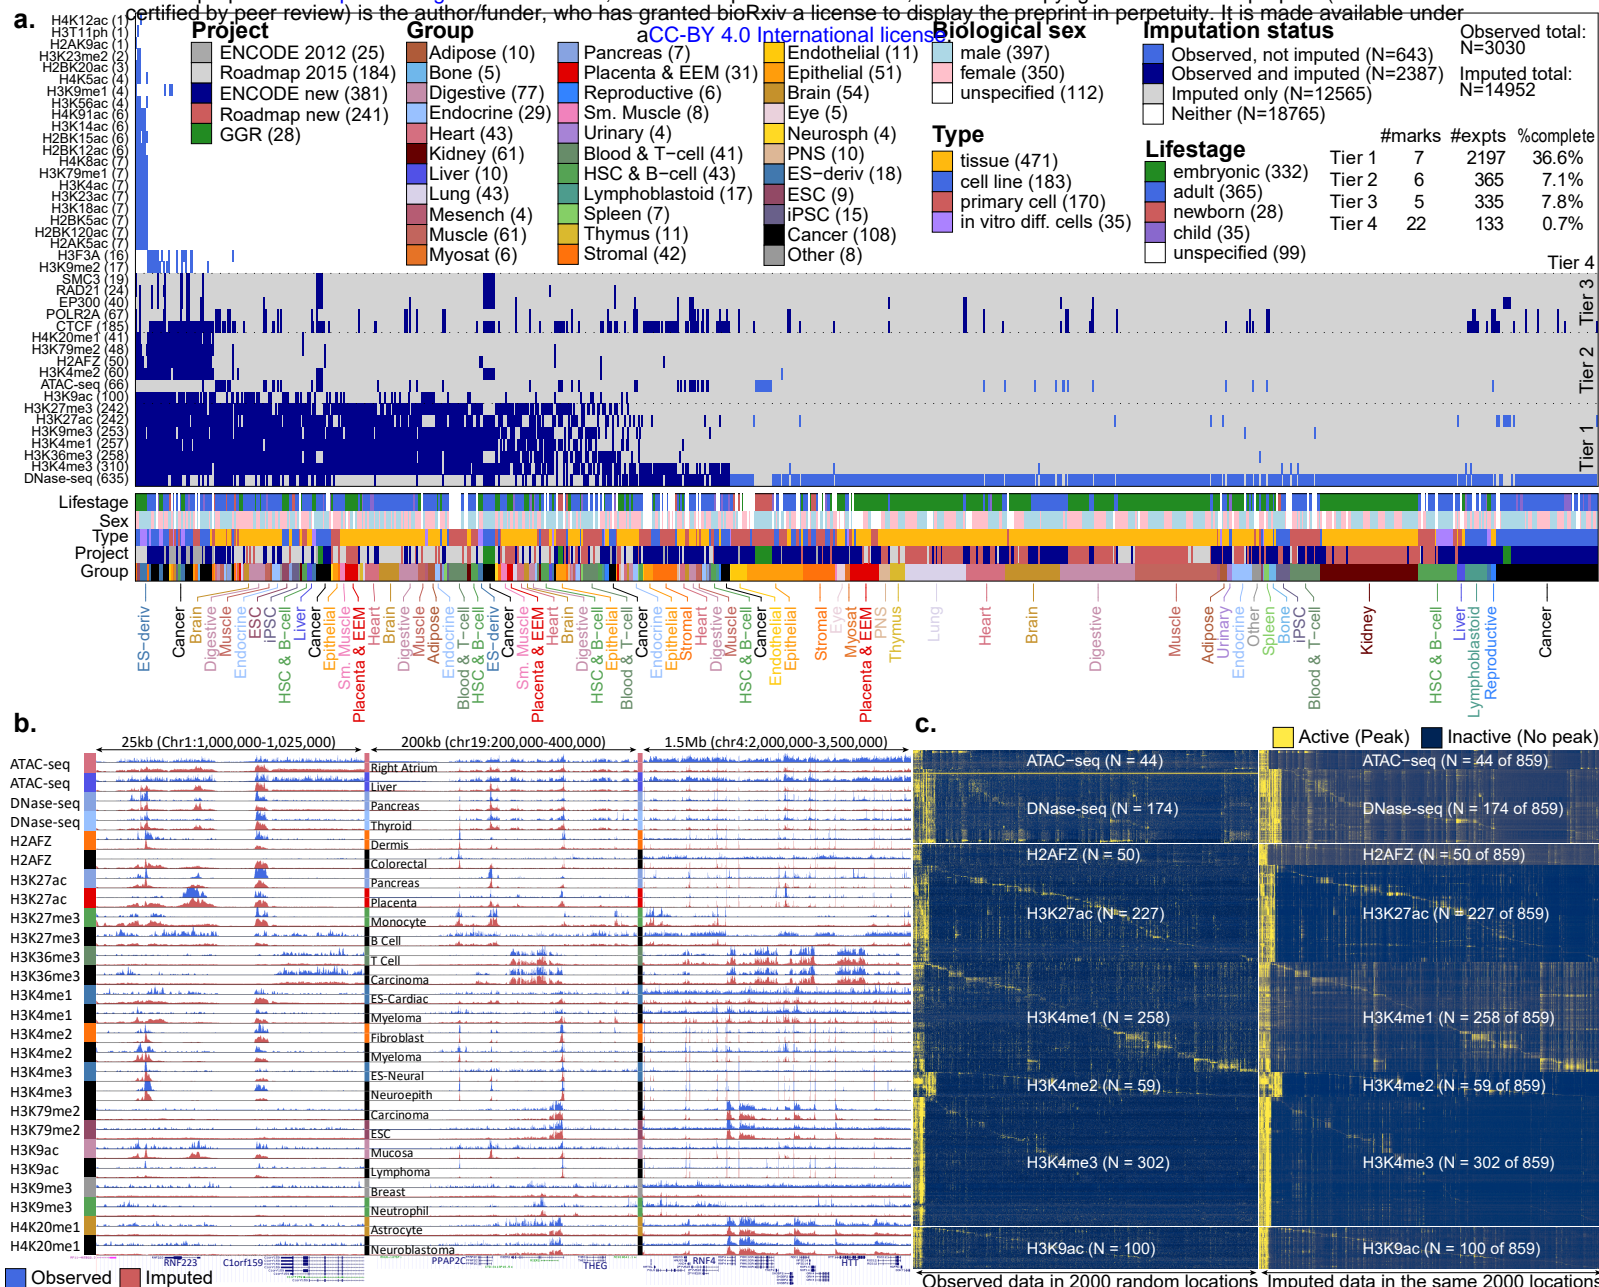 certified by peer review) is the author/funder, who has granted bioRxiv a license to display the preprint in perpetuity. It is made available under
aCC-BY 4.0 International license.
a.
H4K12ac (1)
H3T11ph (1)
H2AK9ac (1)
H3K23me2 (2)
H2BK20ac (3)
H4K5ac (4)
H3K9me1 (4)
H3K56ac (4)
H4K91ac (6)
H3K14ac (6)
H2BK15ac (6)
H2BK12ac (6)
H4K8ac (7)
H3K79me1 (7)
H3K4ac (7)
H3K23ac (7)
H3K18ac (7)
H2BK5ac (7)
H2BK120ac (7)
H2AK5ac (7)
H3F3A (16)
H3K9me2 (17)
SMC3 (19)
RAD21 (24)
EP300 (40)
POLR2A (67)
CTCF (185)
H4K20me1 (41)
H3K79me2 (48)
H2AFZ (50)
H3K4me2 (60)
ATAC-seq (66)
H3K9ac (100)
H3K27me3 (242)
H3K27ac (242)
H3K9me3 (253)
H3K4me1 (257)
H3K36me3 (258)
H3K4me3 (310)
DNase-seq (635)
Project
ENCODE 2012 (25)
Roadmap 2015 (184)
ENCODE new (381)
Roadmap new (241)
GGR (28)
Group
Adipose (10)
Bone (5)
Digestive (77)
Endocrine (29)
Heart (43)
Kidney (61)
Liver (10)
Lung (43)
Mesench (4)
Muscle (61)
Myosat (6)
Pancreas (7)
Placenta & EEM (31)
Reproductive (6)
Sm. Muscle (8)
Urinary (4)
Blood & T−cell (41)
HSC & B−cell (43)
Lymphoblastoid (17)
Spleen (7)
Thymus (11)
Stromal (42)
Endothelial (11)
Epithelial (51)
Brain (54)
Eye (5)
Neurosph (4)
PNS (10)
ES−deriv (18)
ESC (9)
iPSC (15)
Cancer (108)
Other (8)
Biological sex
male (397)
female (350)
unspecified (112)
Type
tissue (471)
cell line (183)
primary cell (170)
in vitro diff. cells (35)
Imputation status
Observed, not imputed (N=643)
Observed and imputed (N=2387)
Imputed only (N=12565)
Neither (N=18765)
Observed total:
N=3030
Imputed total:
N=14952
Lifestage
embryonic (332)
adult (365)
newborn (28)
child (35)
unspecified (99)
#marks #expts %complete
Tier 1 7 2197 36.6%
Tier 2 6 365 7.1%
Tier 3 5 335 7.8%
Tier 4 22 133 0.7%
Tier 4
Tier 3
Tier 2
Tier 1
Lifestage
Sex
Type
Project
Group
ES−deriv
Cancer
Brain
Digestive
Muscle
Endocrine
ESC
iPSC
HSC & B−cell
Liver
Cancer
Epithelial
Sm. Muscle
Placenta & EEM
Heart
Brain
Digestive
Muscle
Adipose
Endocrine
Blood & T−cell
HSC & B−cell
ES−deriv
Cancer
Sm. Muscle
Placenta & EEM
Heart
Brain
Digestive
HSC & B−cell
Epithelial
Blood & T−cell
Cancer
Endocrine
Epithelial
Stromal
Heart
Digestive
Muscle
HSC & B−cell
Cancer
Endothelial
Epithelial
Stromal
Eye
Myosat
Placenta & EEM
PNS
Thymus
Lung
Heart
Brain
Digestive
Muscle
Adipose
Urinary
Endocrine
Other
Spleen
Bone
iPSC
Blood & T−cell
Kidney
HSC & B−cell
Liver
Lymphoblastoid
Reproductive
Cancer
b.
25kb (Chr1:1,000,000-1,025,000)
200kb (chr19:200,000-400,000)
1.5Mb (chr4:2,000,000-3,500,000)
ATAC-seq Right Atrium
ATAC-seq Liver
DNase-seq Pancreas
DNase-seq Thyroid
H2AFZ Dermis
H2AFZ Colorectal
H3K27ac Pancreas
H3K27ac Placenta
H3K27me3 Monocyte
H3K27me3 B Cell
H3K36me3 T Cell
H3K36me3 Carcinoma
H3K4me1 ES-Cardiac
H3K4me1 Myeloma
H3K4me2 Fibroblast
H3K4me2 Myeloma
H3K4me3 ES-Neural
H3K4me3 Neuroepith
H3K79me2 Carcinoma
H3K79me2 ESC
H3K9ac Mucosa
H3K9ac Lymphoma
H3K9me3 Breast
H3K9me3 Neutrophil
H4K20me1 Astrocyte
H4K20me1 Neuroblastoma
RNF223 C1orf159 PPAP2C THEG RNF4 HTT
Observed Imputed
c.
Active (Peak) Inactive (No peak)
ATAC−seq (N = 44)
DNase−seq (N = 174)
H2AFZ (N = 50)
H3K27ac (N = 227)
H3K4me1 (N = 258)
H3K4me2 (N = 59)
H3K4me3 (N = 302)
H3K9ac (N = 100)
Observed data in 2000 random locations
ATAC−seq (N = 44 of 859)
DNase−seq (N = 174 of 859)
H2AFZ (N = 50 of 859)
H3K27ac (N = 227 of 859)
H3K4me1 (N = 258 of 859)
H3K4me2 (N = 59 of 859)
H3K4me3 (N = 302 of 859)
H3K9ac (N = 100 of 859)
Imputed data in the same 2000 locations